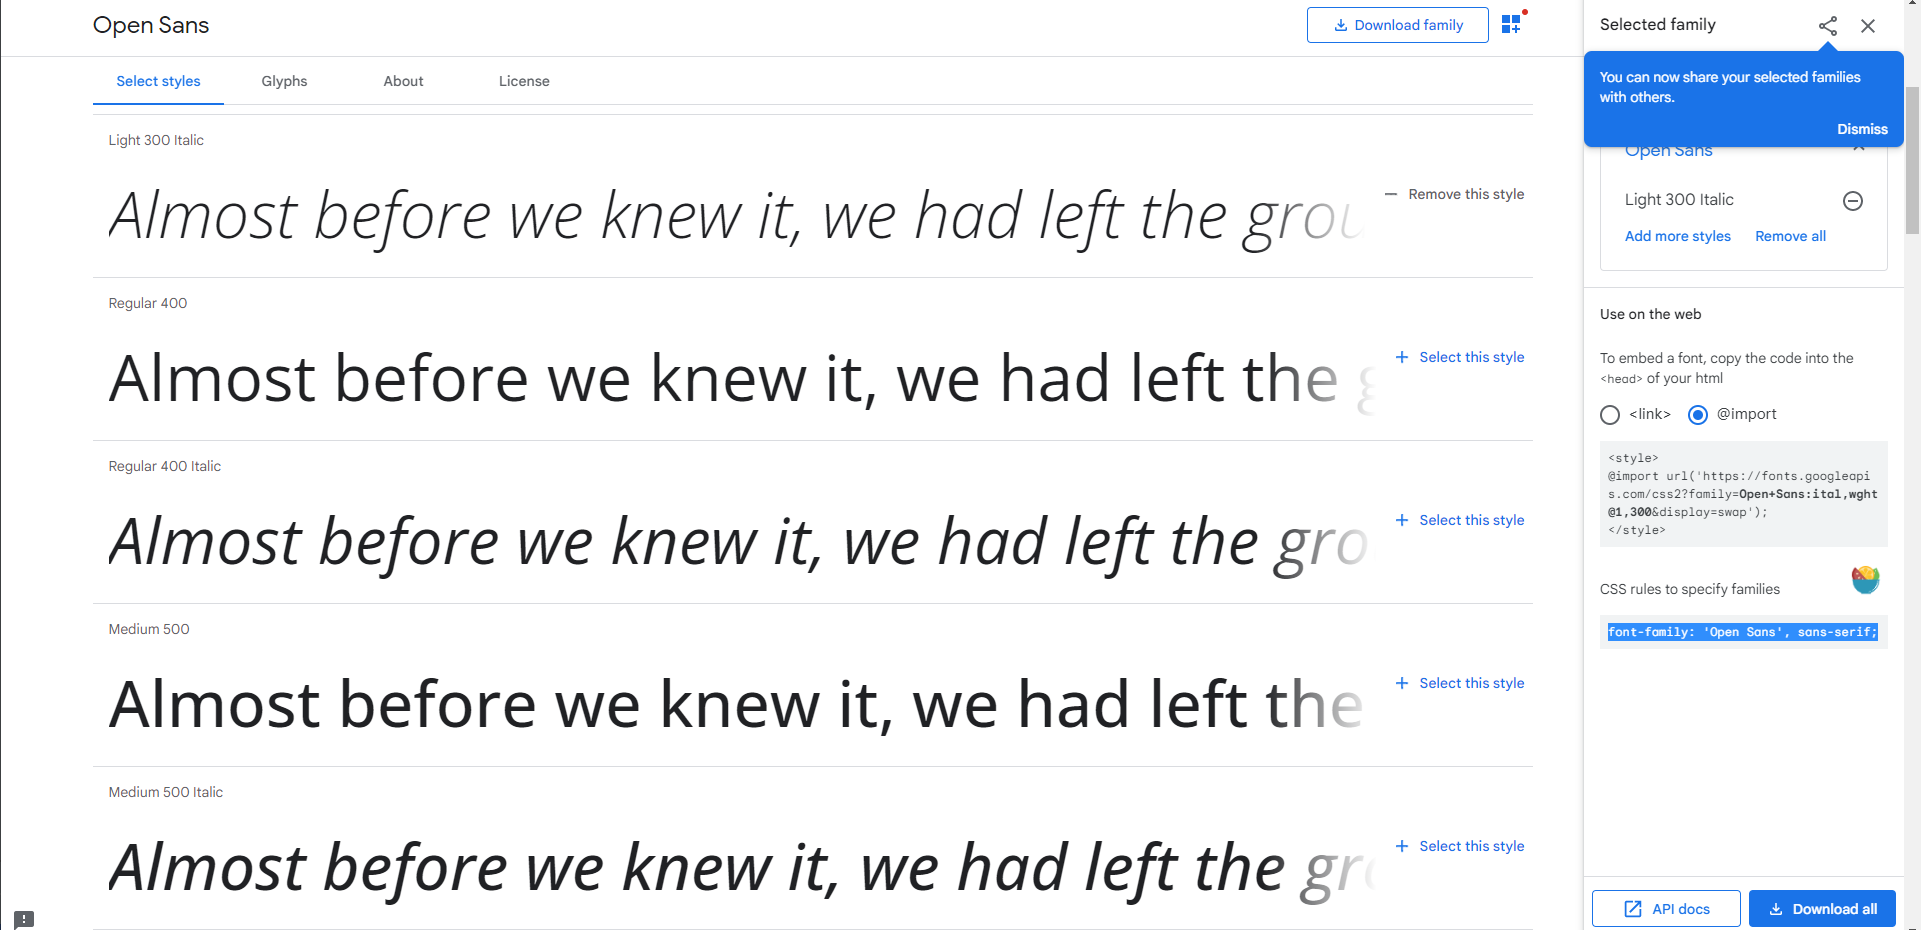 Open Sans
Download family
Select styles
Glyphs
About
License
Light 300 Italic
Almost before we knew it, we had left the grou
Remove this style
Regular 400
Almost before we knew it, we had left the g
Select this style
Regular 400 Italic
Almost before we knew it, we had left the gro
Select this style
Medium 500
Almost before we knew it, we had left the
Select this style
Medium 500 Italic
Almost before we knew it, we had left the gro
Select this style
Selected family
You can now share your selected families
with others.
Dismiss
Open Sans
Light 300 Italic
Add more styles
Remove all
Use on the web
To embed a font, copy the code into the
<head> of your html
<link>
@import
<style>
@import url('https://fonts.googleapi
s.com/css2?family=Open+Sans:ital,wght
@1,300&display=swap');
</style>
CSS rules to specify families
font-family: 'Open Sans', sans-serif;
API docs
Download all